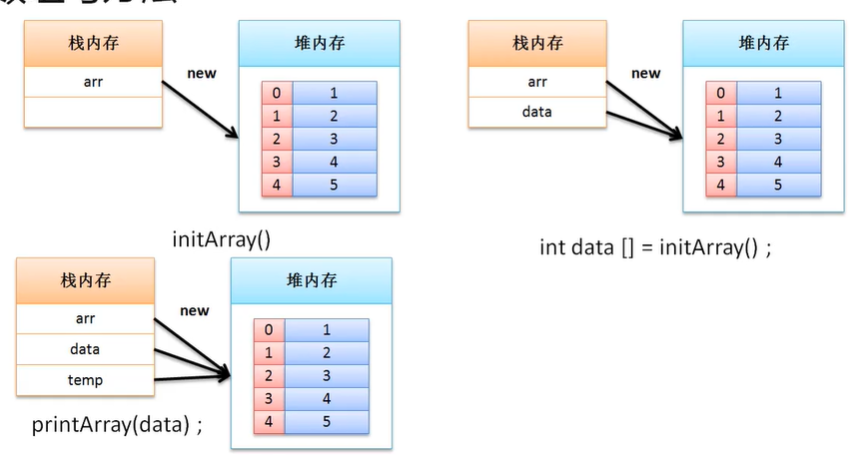 栈内存
堆内存
arr
new
0 1
1 2
2 3
3 4
4 5
initArray()
栈内存
堆内存
arr
data
new
0 1
1 2
2 3
3 4
4 5
int data [] = initArray() ;
栈内存
堆内存
arr
data
temp
new
0 1
1 2
2 3
3 4
4 5
printArray(data) ;